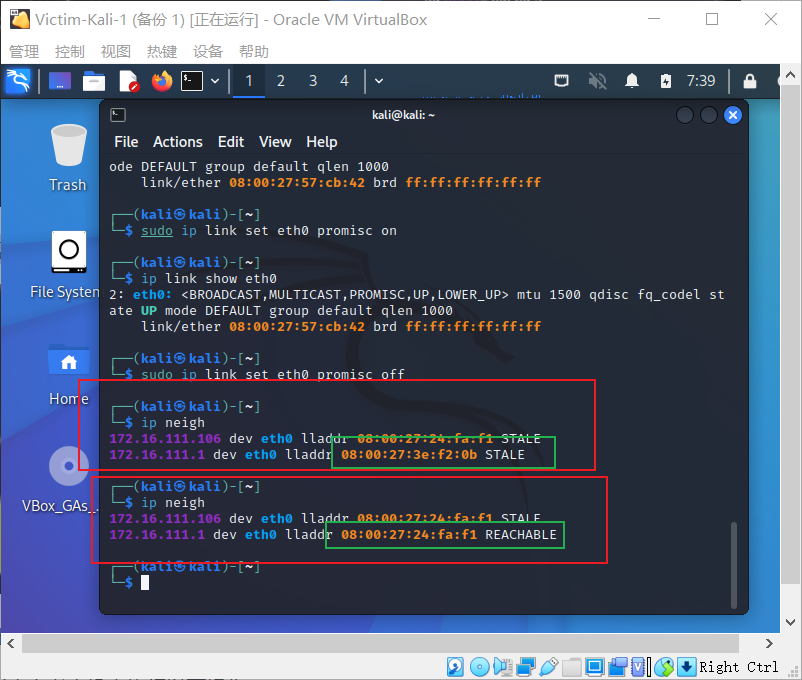 Victim-Kali-1 (备份 1) [正在运行] - Oracle VM VirtualBox
管理 控制 视图 热键 设备 帮助
1 2 3 4 7:39
kali@kali: ~
File Actions Edit View Help
Trash
File System
Home
VBox_GAs_.
ode DEFAULT group default qlen 1000
link/ether 08:00:27:57:cb:42 brd ff:ff:ff:ff:ff:ff
┌──(kali㉿kali)-[~]
└─$ sudo ip link set eth0 promisc on
┌──(kali㉿kali)-[~]
└─$ ip link show eth0
2: eth0: <BROADCAST,MULTICAST,PROMISC,UP,LOWER_UP> mtu 1500 qdisc fq_codel st
ate UP mode DEFAULT group default qlen 1000
link/ether 08:00:27:57:cb:42 brd ff:ff:ff:ff:ff:ff
┌──(kali㉿kali)-[~]
└─$ sudo ip link set eth0 promisc off
┌──(kali㉿kali)-[~]
└─$ ip neigh
172.16.111.106 dev eth0 lladdr 08:00:27:24:fa:f1 STALE
172.16.111.1 dev eth0 lladdr 08:00:27:3e:f2:0b STALE
┌──(kali㉿kali)-[~]
└─$ ip neigh
172.16.111.106 dev eth0 lladdr 08:00:27:24:fa:f1 STALE
172.16.111.1 dev eth0 lladdr 08:00:27:24:fa:f1 REACHABLE
┌──(kali㉿kali)-[~]
└─$
Right Ctrl